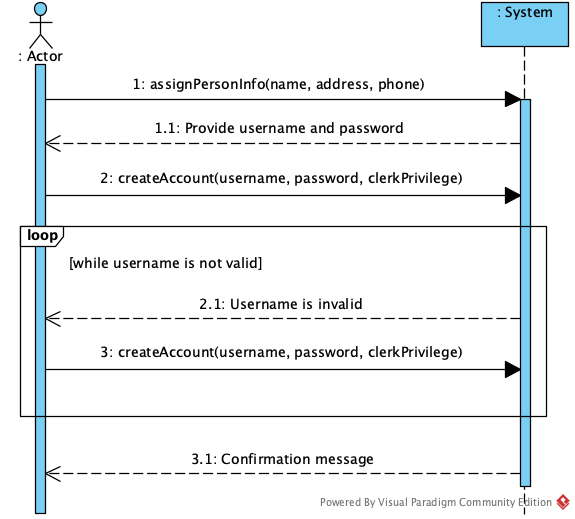 : System
: Actor
1: assignPersonInfo(name, address, phone)
1.1: Provide username and password
2: createAccount(username, password, clerkPrivilege)
loop
[while username is not valid]
2.1: Username is invalid
3: createAccount(username, password, clerkPrivilege)
3.1: Confirmation message
Powered By Visual Paradigm Community Edition